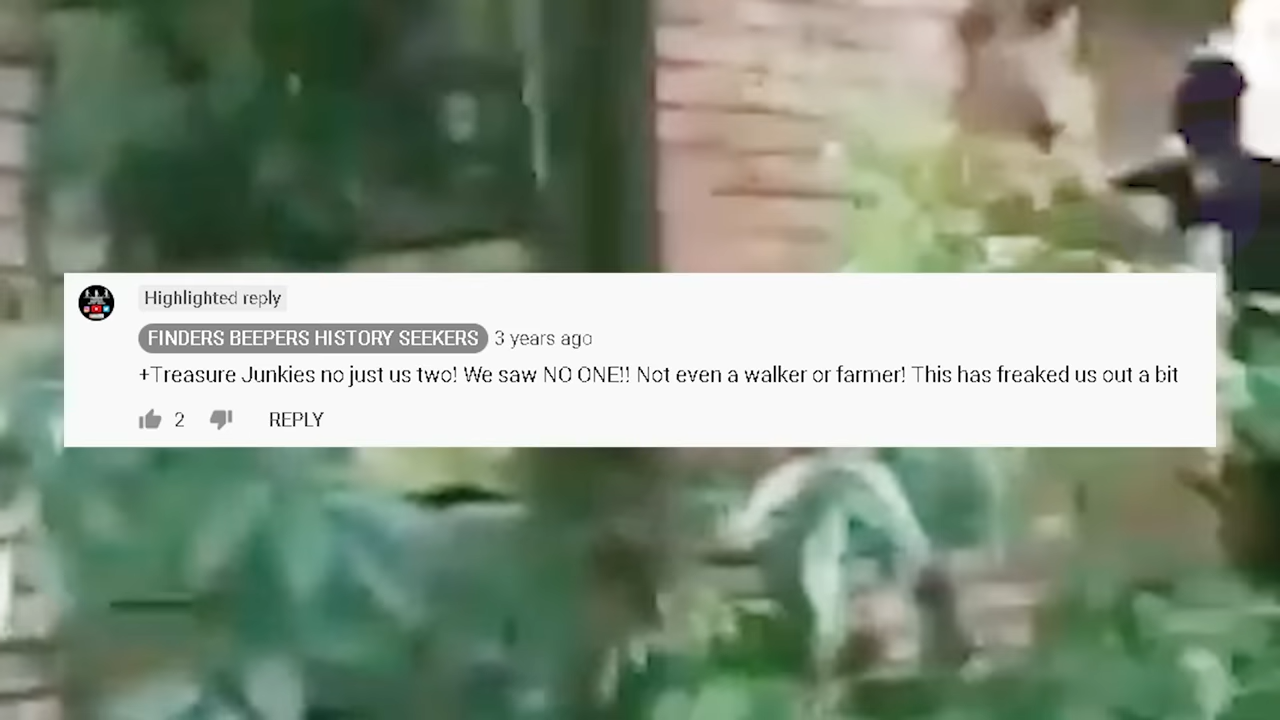 Highlighted reply
FINDERS BEEPERS HISTORY SEEKERS 3 years ago
+Treasure Junkies no just us two! We saw NO ONE!! Not even a walker or farmer! This has freaked us out a bit
2 REPLY